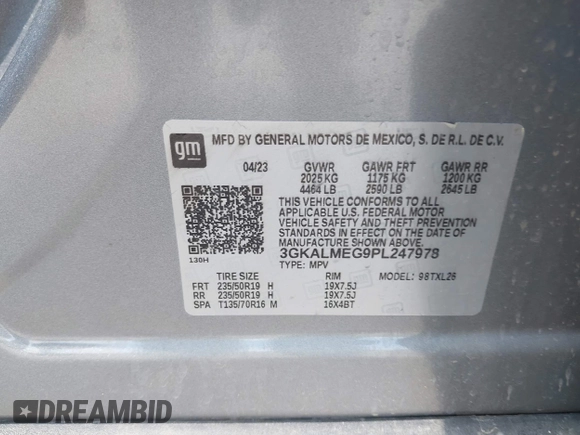 gm MFD BY GENERAL MOTORS DE MEXICO, S. DE R.L. DE C.V.
04/23 GVWR GAWR FRT GAWR RR
2025 KG 1175 KG 1200 KG
4464 LB 2590 LB 2645 LB
THIS VEHICLE CONFORMS TO ALL
APPLICABLE U.S. FEDERAL MOTOR
VEHICLE SAFETY AND THEFT PREVENTION
STANDARDS IN EFFECT ON THE DATE OF
MANUFACTURE SHOWN ABOVE.
3GKALMEG9PL247978
130H
TYPE: MPV MODEL: 98TXL26
TIRE SIZE RIM
FRT 235/50R19 H 19X7.5J
RR 235/50R19 H 19X7.5J
SPA T135/70R16 M 16X4BT
DREAMBID